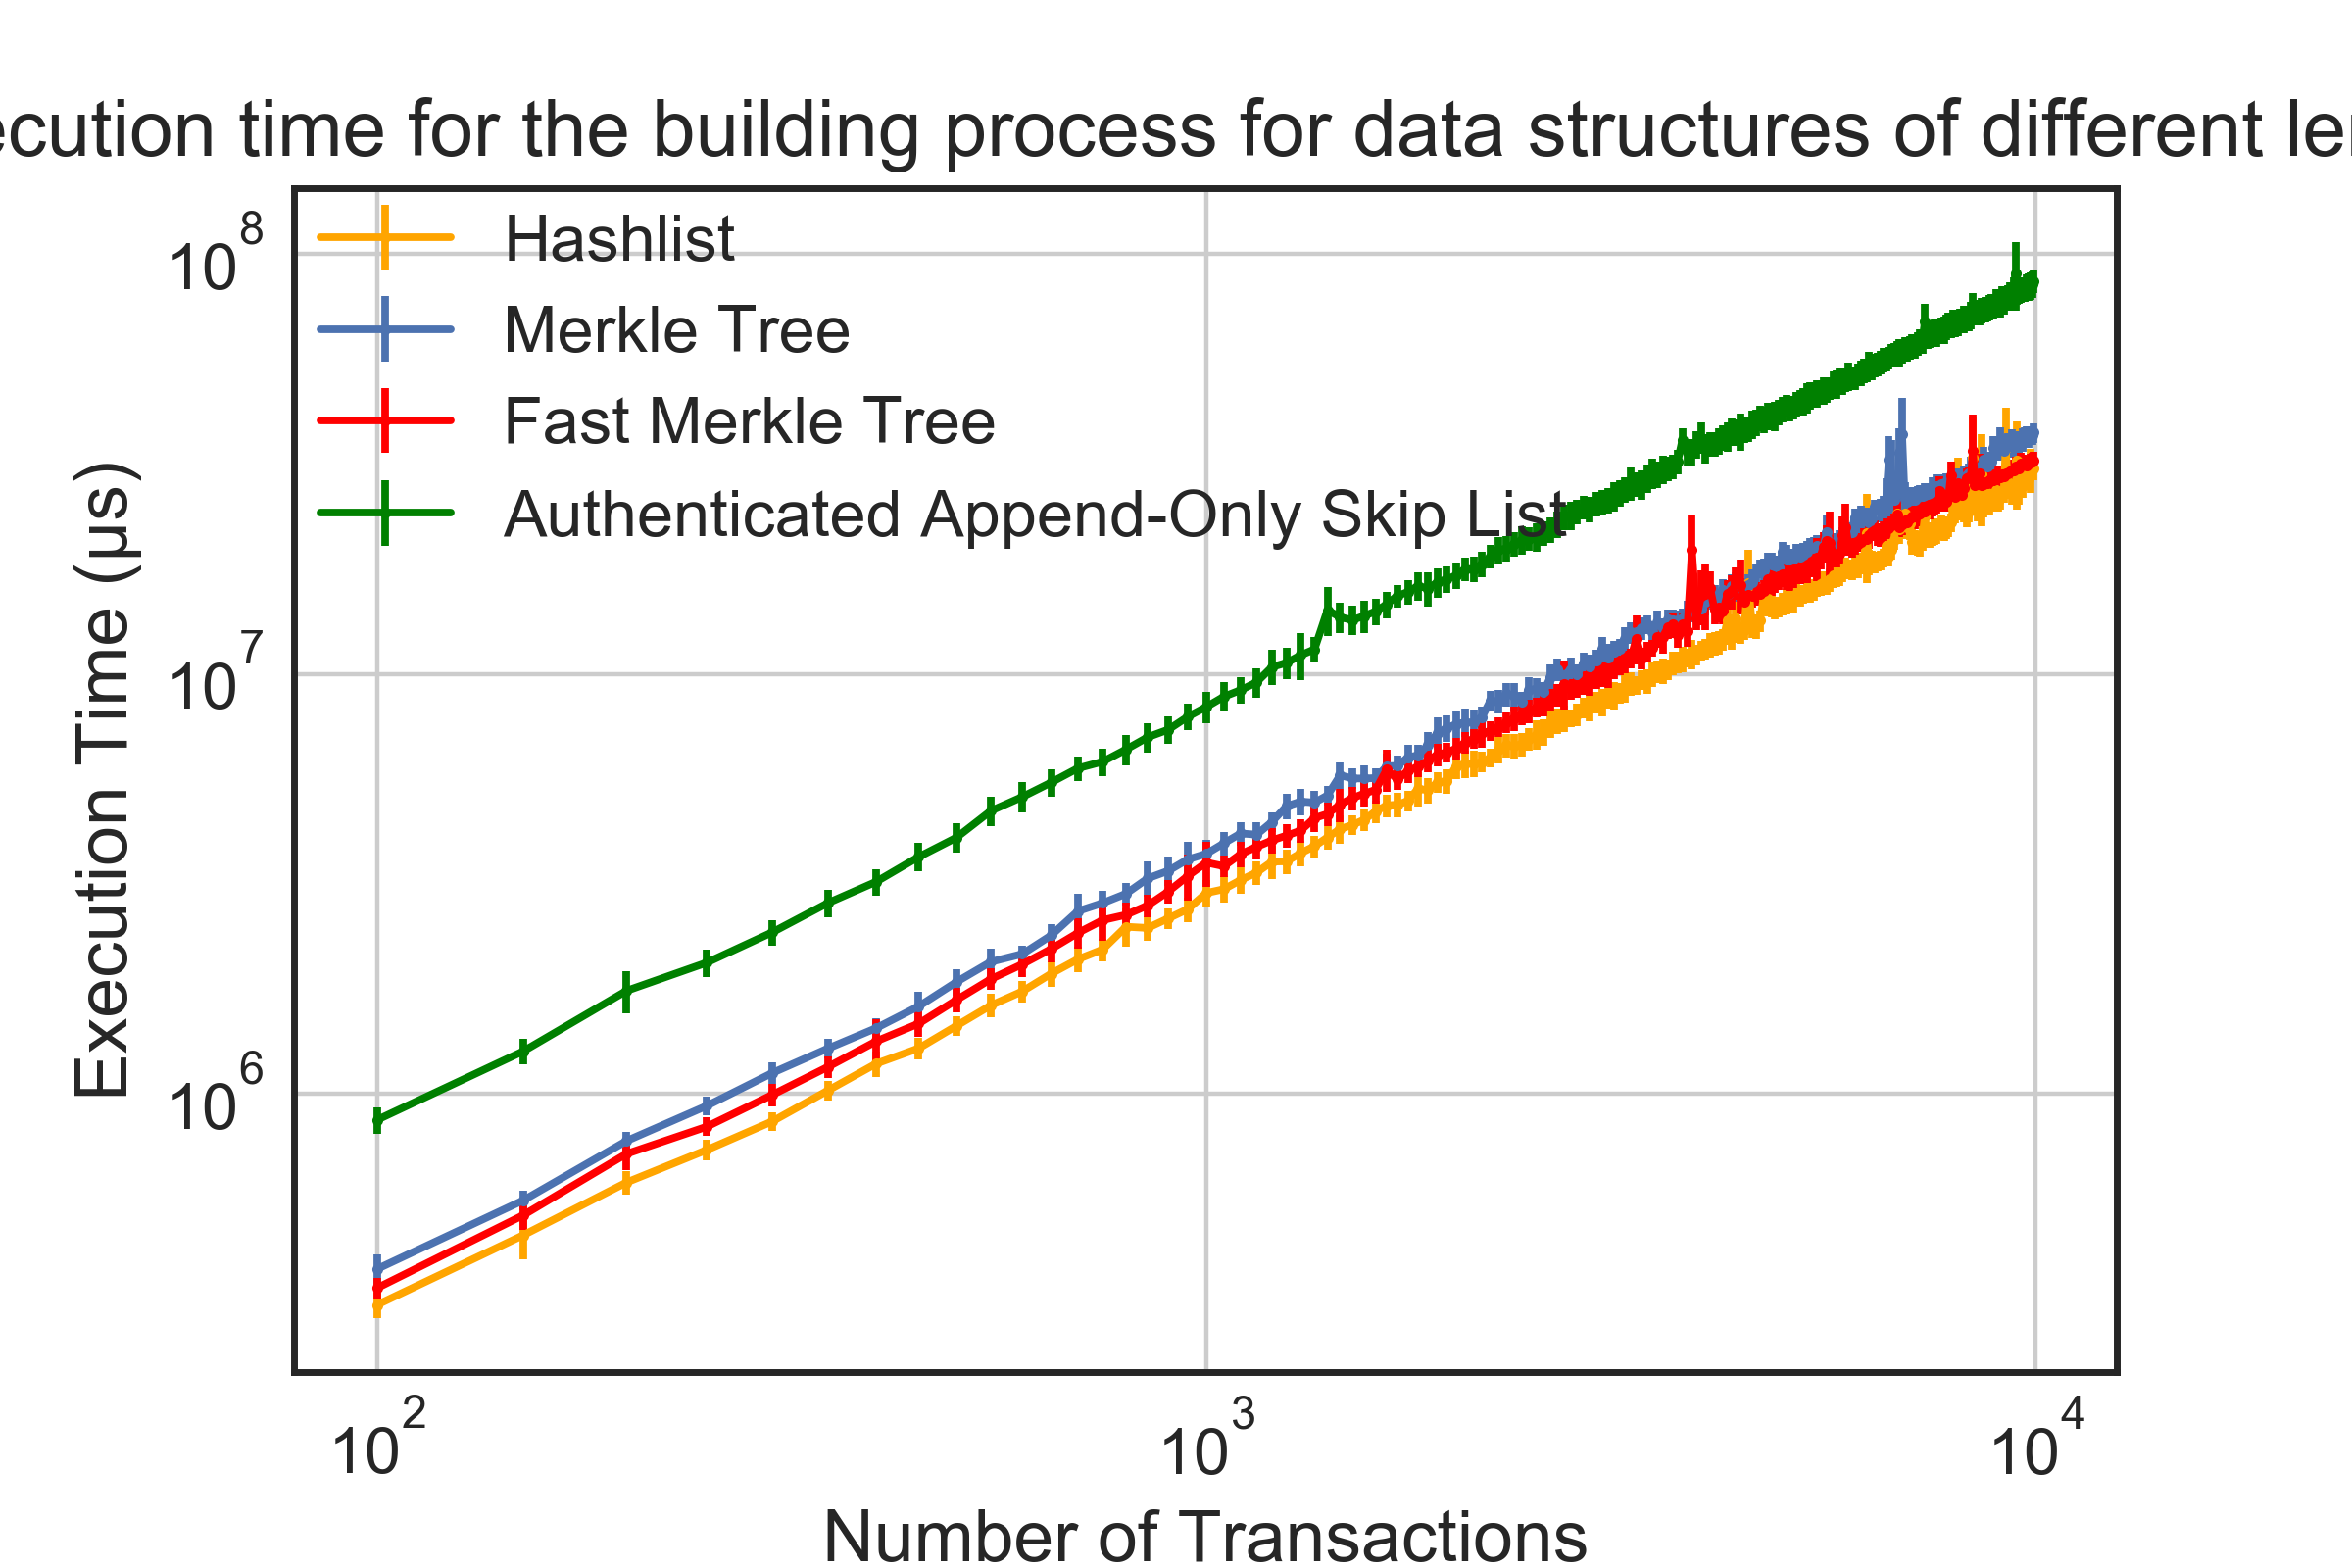 ecution time for the building process for data structures of different le
Hashlist
Merkle Tree
Fast Merkle Tree
Authenticated Append-Only Skip List
Execution Time (μs)
10^8
10^7
10^6
10^2
10^3
10^4
Number of Transactions